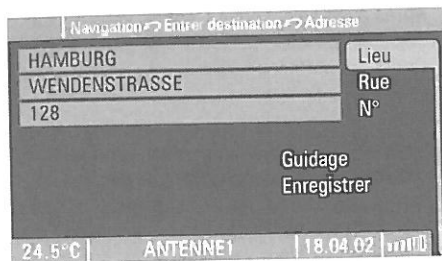 Navigation Entrer destination Adresse
HAMBURG Lieu
WENDENSTRASSE Rue
128 N°
Guidage
Enregistrer
24.5°C ANTENNE1 18.04.02